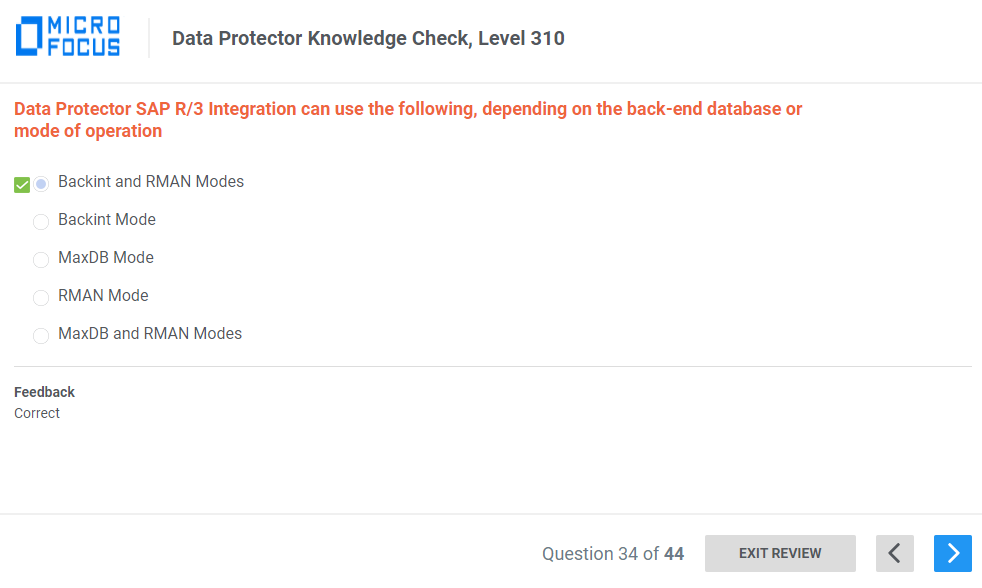 MICRO
FOCUS
Data Protector Knowledge Check, Level 310
Data Protector SAP R/3 Integration can use the following, depending on the back-end database or
mode of operation
Backint and RMAN Modes
Backint Mode
MaxDB Mode
RMAN Mode
MaxDB and RMAN Modes
Feedback
Correct
Question 34 of 44
EXIT REVIEW